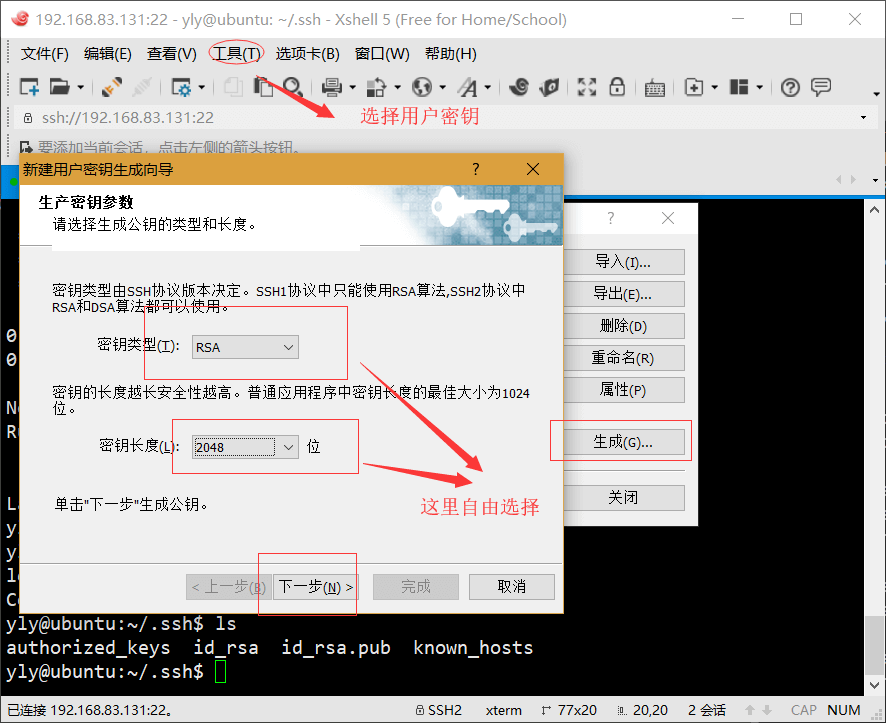 192.168.83.131:22 - yly@ubuntu: ~/.ssh - Xshell 5 (Free for Home/School)
文件(F) 编辑(E) 查看(V) 工具(T) 选项卡(B) 窗口(W) 帮助(H)
选择用户密钥
ssh://192.168.83.131:22
要添加当前会话，点击左侧的箭头按钮。
新建用户密钥生成向导
生产密钥参数
请选择生成公钥的类型和长度。
密钥类型由SSH协议版本决定。SSH1协议中只能使用RSA算法,SSH2协议中
RSA和DSA算法都可以使用。
密钥类型(T): RSA
密钥的长度越长安全性越高。普通应用程序中密钥长度的最佳大小为1024
位。
密钥长度(L): 2048 位
这里自由选择
单击"下一步"生成公钥。
< 上一步(B) 下一步(N) > 完成 取消
导入(I)...
导出(E)...
删除(D)
重命名(R)
属性(P)
生成(G)...
关闭
yly@ubuntu:~/.ssh$ ls
authorized_keys id_rsa id_rsa.pub known_hosts
yly@ubuntu:~/.ssh$
已连接 192.168.83.131:22。 SSH2 xterm 77x20 20,20 2 会话 CAP NUM